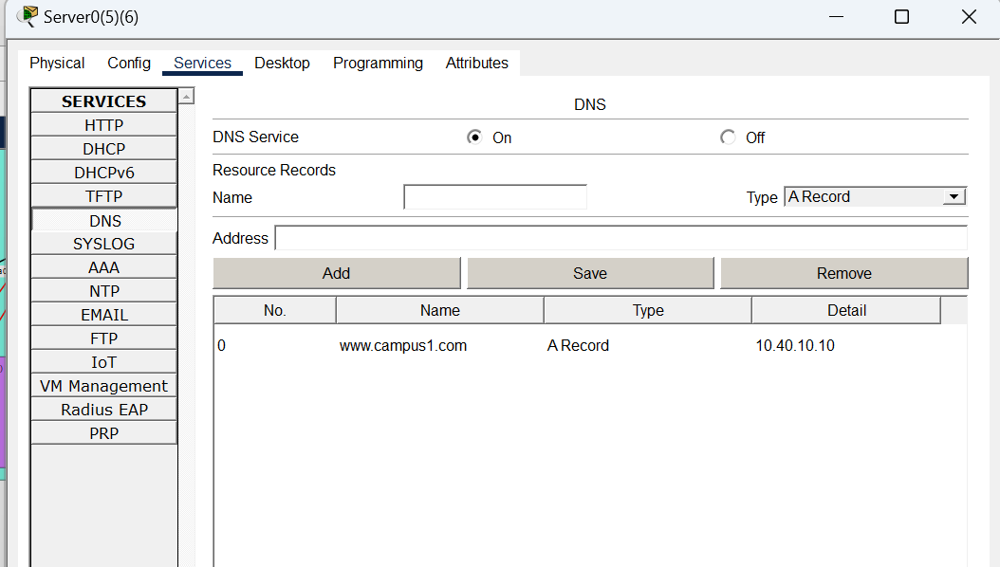 Server0(5)(6)
Physical Config Services Desktop Programming Attributes
SERVICES
HTTP
DHCP
DHCPv6
TFTP
DNS
SYSLOG
AAA
NTP
EMAIL
FTP
IoT
VM Management
Radius EAP
PRP
DNS
DNS Service On Off
Resource Records
Name Type A Record
Address
Add Save Remove
No. Name Type Detail
0 www.campus1.com A Record 10.40.10.10